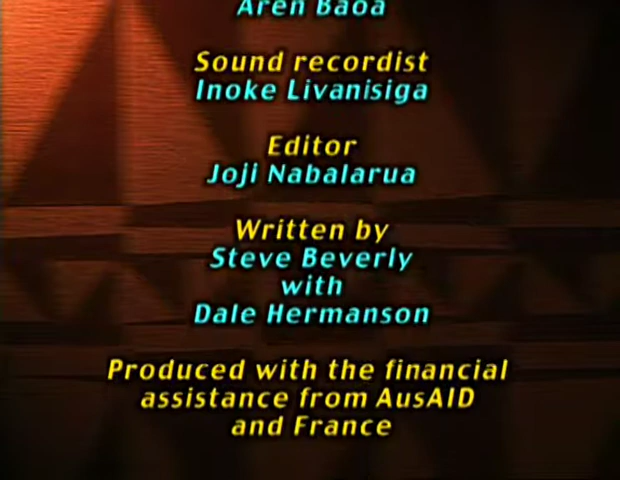 Aren Baoa
Sound recordist
Inoke Livanisiga
Editor
Joji Nabalarua
Written by
Steve Beverly
with
Dale Hermanson
Produced with the financial
assistance from AusAID
and France